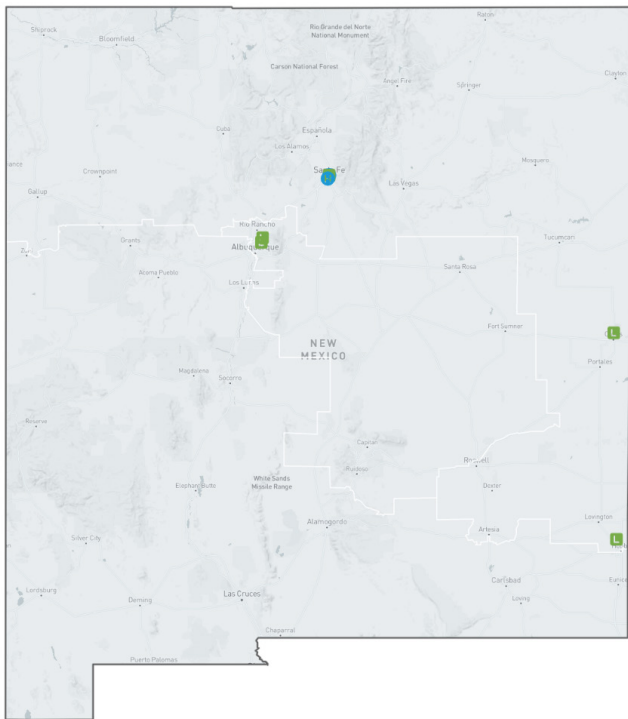 Raton
Rio Grande del Norte
National Monument
Shiprock
Bloomfield
Carson National Forest
Clayton
Angel Fire
Springer
Cuba
Española
Los Alamos
Mosquero
Crownpoint
Santa Fe
Las Vegas
Gallup
Rio Rancho
Tucumcari
Grants
Albuquerque
Santa Rosa
Acoma Pueblo
Los Lunas
Fort Sumner
L
NEW
MEXICO
Portales
Magdalena
Socorro
Reserve
Capitan
Roswell
Ruidoso
White Sands
Missile Range
Elephant Butte
Dexter
Lovington
Alamogordo
Artesia
L
Silver City
Carlsbad
Eunice
Lordsburg
Las Cruces
Deming
Loving
Chaparral
Puerto Palomas